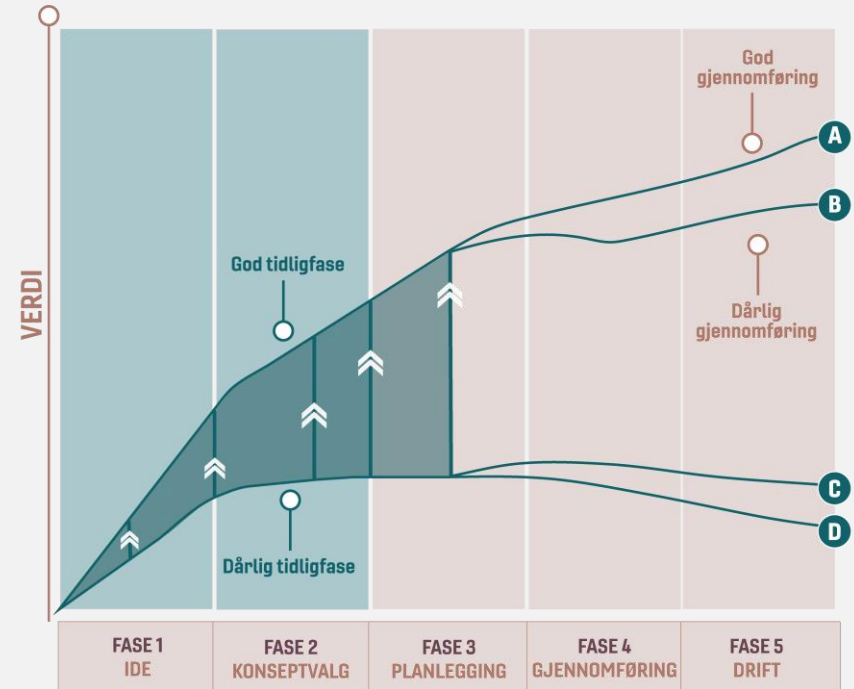 God
gjennomføring
A
B
God tidligfase
VERDI
Dårlig
gjennomføring
C
D
Dårlig tidligfase
FASE 1
IDE
FASE 2
KONSEPTVALG
FASE 3
PLANLEGGING
FASE 4
GJENNOMFØRING
FASE 5
DRIFT